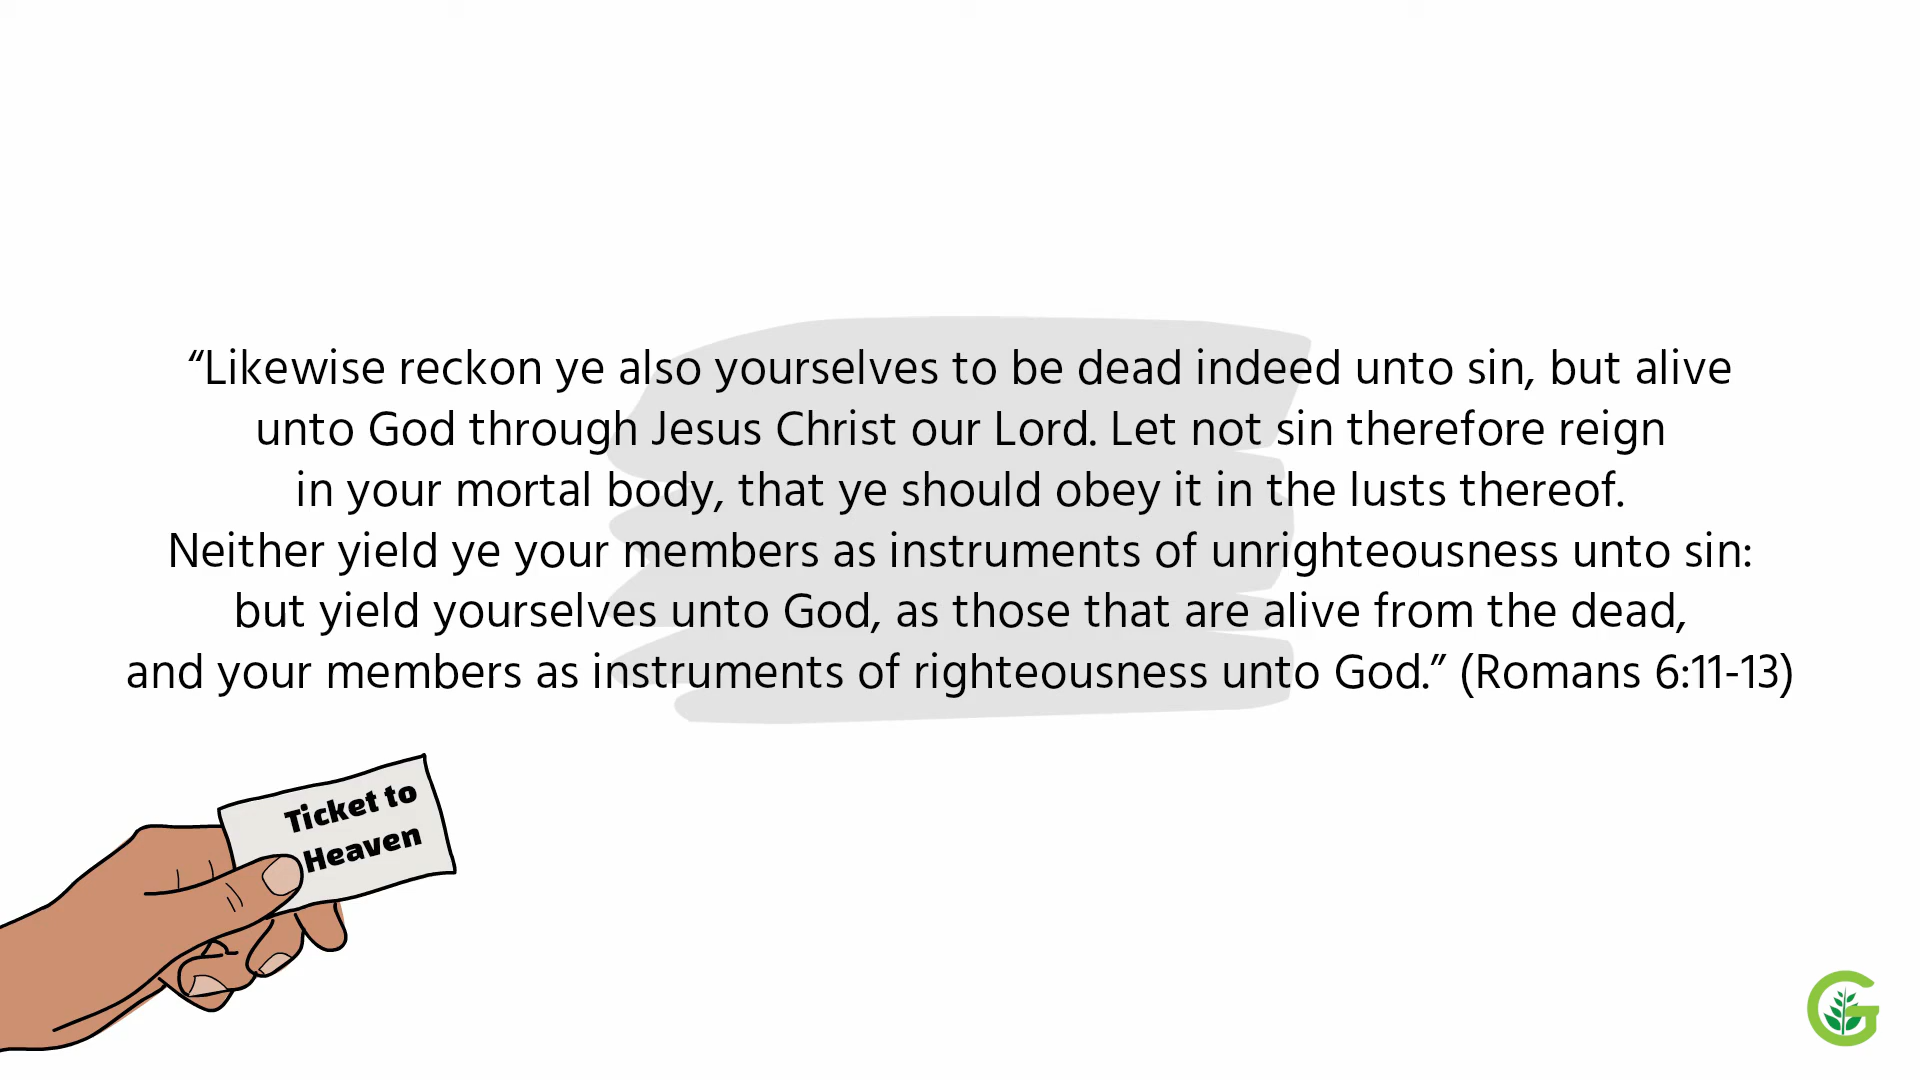 “Likewise reckon ye also yourselves to be dead indeed unto sin, but alive
unto God through Jesus Christ our Lord. Let not sin therefore reign
in your mortal body, that ye should obey it in the lusts thereof.
Neither yield ye your members as instruments of unrighteousness unto sin:
but yield yourselves unto God, as those that are alive from the dead,
and your members as instruments of righteousness unto God.” (Romans 6:11-13)
Ticket to
Heaven
G